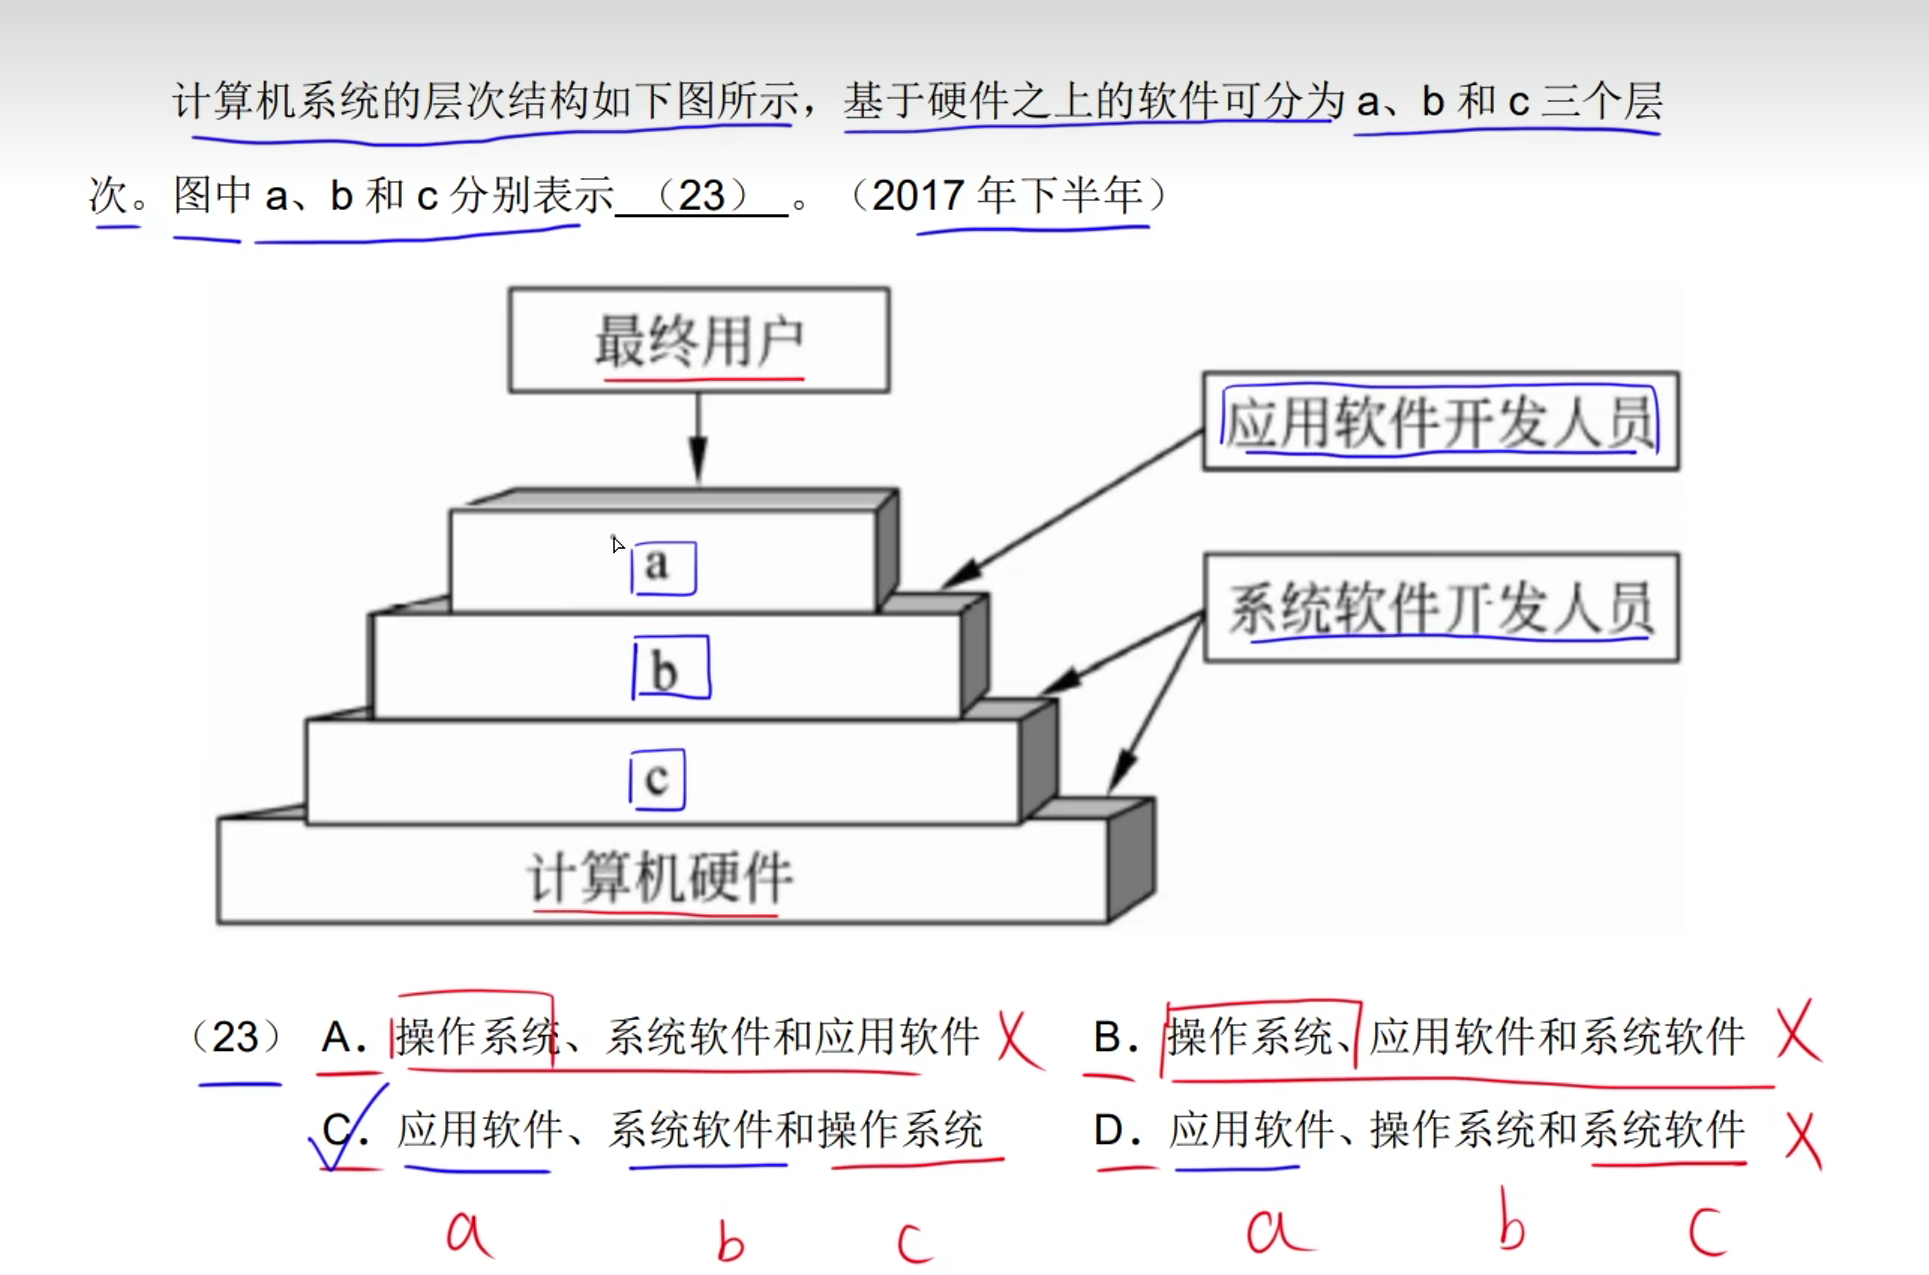 计算机系统的层次结构如下图所示，基于硬件之上的软件可分为 a、b 和 c 三个层
次。图中 a、b 和 c 分别表示 （23） 。（2017 年下半年）
最终用户
应用软件开发人员
a
系统软件开发人员
b
c
计算机硬件
（23） A. 操作系统、系统软件和应用软件 X B. 操作系统、应用软件和系统软件 X
C. 应用软件、系统软件和操作系统 D. 应用软件、操作系统和系统软件 X
a b c a b c